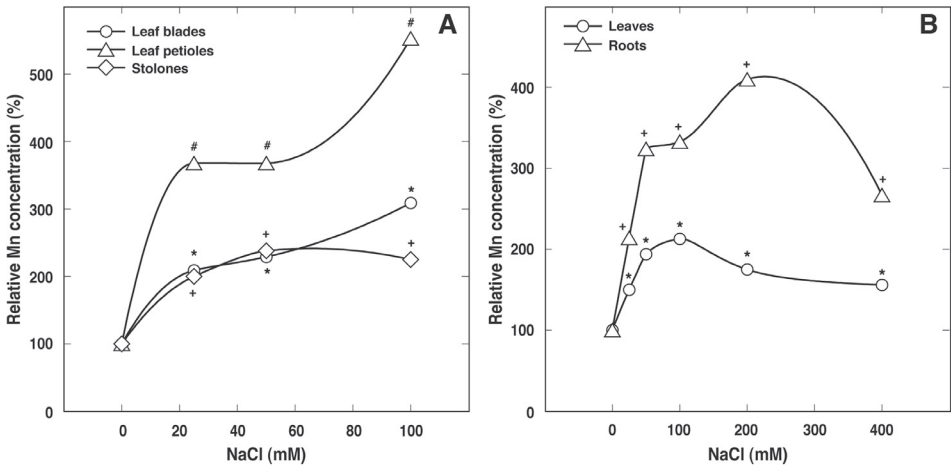 A
Leaf blades
Leaf petioles
Stolones
Relative Mn concentration (%)
500
400
300
200
100
0
#
#
#
*
*
*
+
+
+
0 20 40 60 80 100
NaCl (mM)
B
Leaves
Roots
Relative Mn concentration (%)
400
300
200
100
0
+
+
+
+
+
*
*
*
*
*
0 100 200 300 400
NaCl (mM)